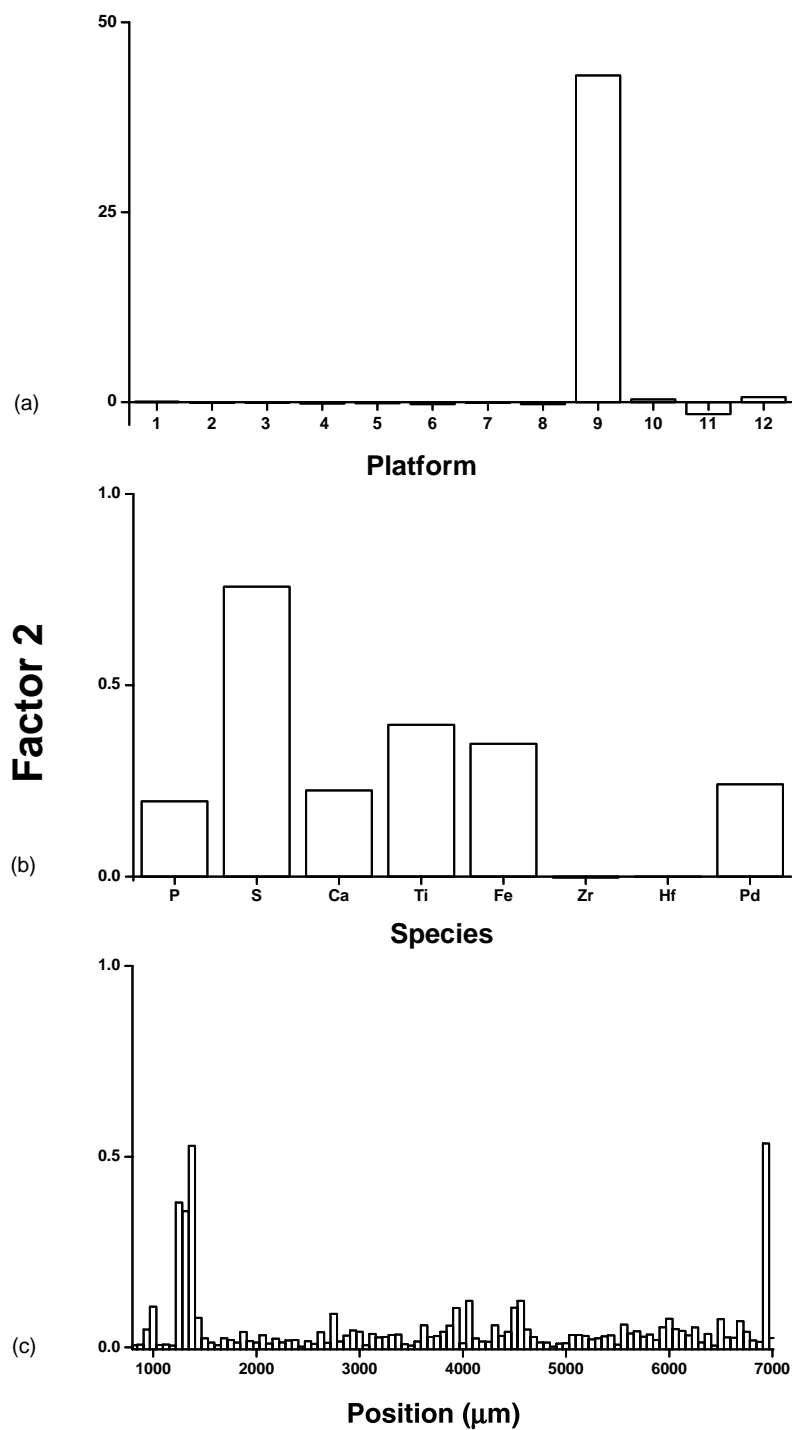 50
25
0
(a)
1 2 3 4 5 6 7 8 9 10 11 12
Platform
1.0
0.5
0.0
Factor 2
(b)
P S Ca Ti Fe Zr Hf Pd
Species
1.0
0.5
0.0
(c)
1000 2000 3000 4000 5000 6000 7000
Position (μm)